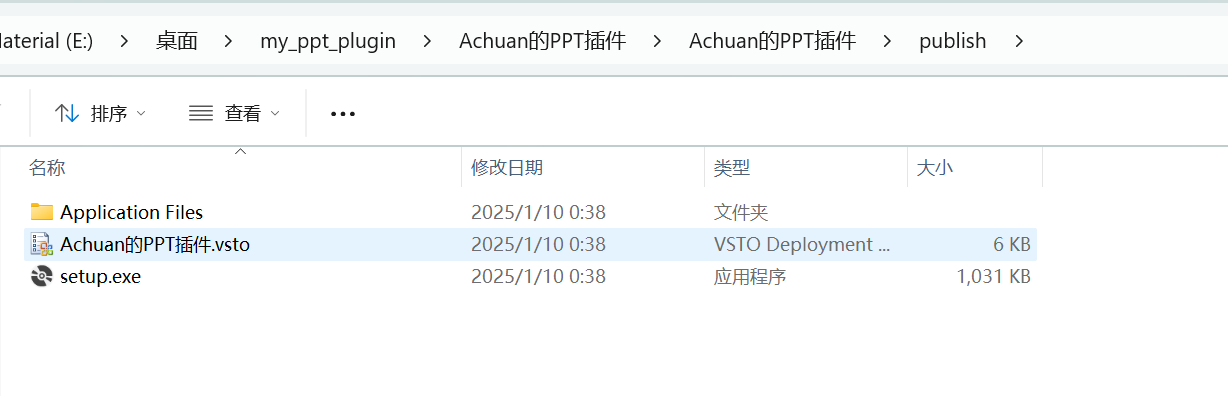 laterial (E:) > 桌面 > my_ppt_plugin > Achuan的PPT插件 > Achuan的PPT插件 > publish >
排序 查看 •••
名称 修改日期 类型 大小
Application Files 2025/1/10 0:38 文件夹
Achuan的PPT插件.vsto 2025/1/10 0:38 VSTO Deployment ... 6 KB
setup.exe 2025/1/10 0:38 应用程序 1,031 KB